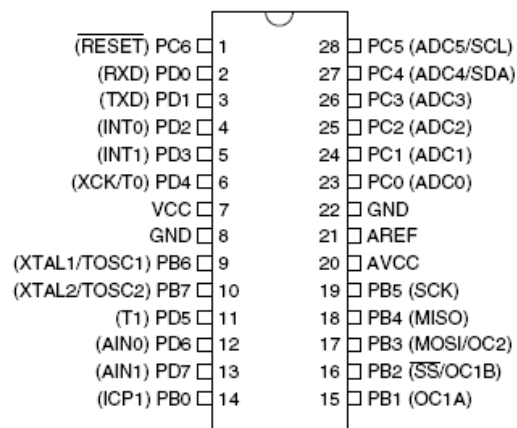 (RESET) PC6 1 28 PC5 (ADC5/SCL)
(RXD) PD0 2 27 PC4 (ADC4/SDA)
(TXD) PD1 3 26 PC3 (ADC3)
(INT0) PD2 4 25 PC2 (ADC2)
(INT1) PD3 5 24 PC1 (ADC1)
(XCK/T0) PD4 6 23 PC0 (ADC0)
VCC 7 22 GND
GND 8 21 AREF
(XTAL1/TOSC1) PB6 9 20 AVCC
(XTAL2/TOSC2) PB7 10 19 PB5 (SCK)
(T1) PD5 11 18 PB4 (MISO)
(AIN0) PD6 12 17 PB3 (MOSI/OC2)
(AIN1) PD7 13 16 PB2 (SS/OC1B)
(ICP1) PB0 14 15 PB1 (OC1A)